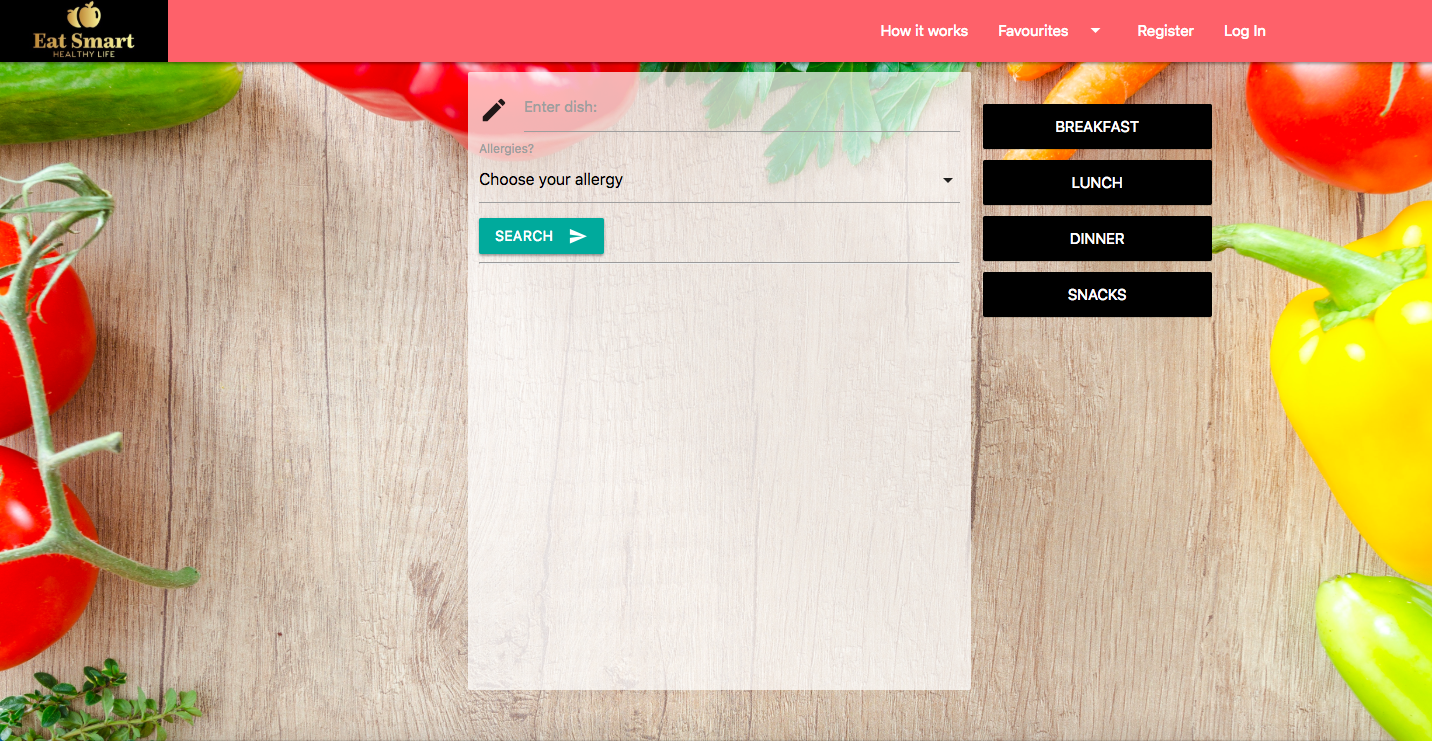 Eat Smart
HEALTHY LIFE
How it works
Favourites
Register
Log In
Enter dish:
Allergies?
Choose your allergy
SEARCH
BREAKFAST
LUNCH
DINNER
SNACKS